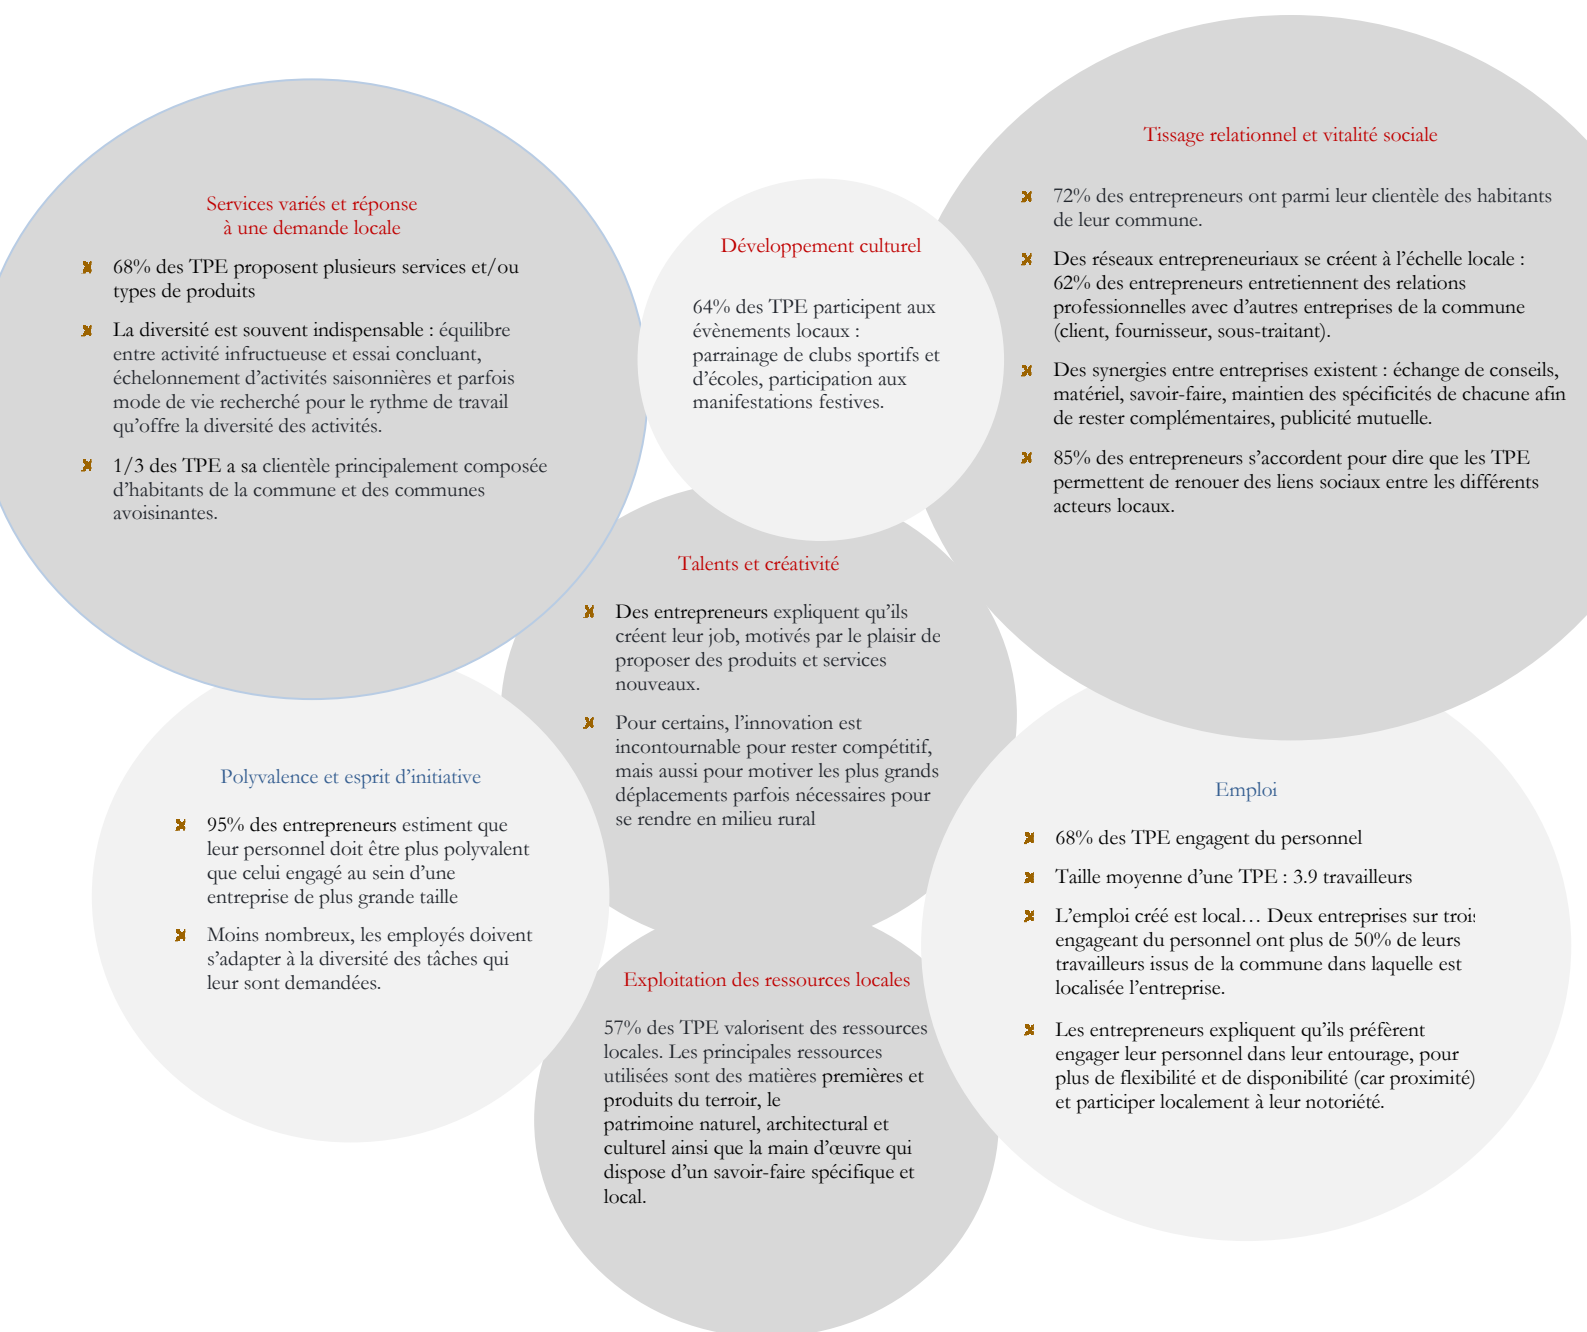 Services variés et réponse
à une demande locale
68% des TPE proposent plusieurs services et/ou
types de produits
La diversité est souvent indispensable : équilibre
entre activité infructueuse et essai concluant,
échelonnement d’activités saisonnières et parfois
mode de vie recherché pour le rythme de travail
qu’offre la diversité des activités.
1/3 des TPE a sa clientèle principalement composée
d’habitants de la commune et des communes
avoisinantes.
Développement culturel
64% des TPE participent aux
évènements locaux :
parrainage de clubs sportifs et
d’écoles, participation aux
manifestations festives.
Tissage relationnel et vitalité sociale
72% des entrepreneurs ont parmi leur clientèle des habitants
de leur commune.
Des réseaux entrepreneuriaux se créent à l’échelle locale :
62% des entrepreneurs entretiennent des relations
professionnelles avec d’autres entreprises de la commune
(client, fournisseur, sous-traitant).
Des synergies entre entreprises existent : échange de conseils,
matériel, savoir-faire, maintien des spécificités de chacune afin
de rester complémentaires, publicité mutuelle.
85% des entrepreneurs s’accordent pour dire que les TPE
permettent de renouer des liens sociaux entre les différents
acteurs locaux.
Talents et créativité
Des entrepreneurs expliquent qu’ils
créent leur job, motivés par le plaisir de
proposer des produits et services
nouveaux.
Pour certains, l’innovation est
incontournable pour rester compétitif,
mais aussi pour motiver les plus grands
déplacements parfois nécessaires pour
se rendre en milieu rural
Polyvalence et esprit d’initiative
95% des entrepreneurs estiment que
leur personnel doit être plus polyvalent
que celui engagé au sein d’une
entreprise de plus grande taille
Moins nombreux, les employés doivent
s’adapter à la diversité des tâches qui
leur sont demandées.
Emploi
68% des TPE engagent du personnel
Taille moyenne d’une TPE : 3.9 travailleurs
L’emploi créé est local… Deux entreprises sur trois
engageant du personnel ont plus de 50% de leurs
travailleurs issus de la commune dans laquelle est
localisée l’entreprise.
Les entrepreneurs expliquent qu’ils préfèrent
engager leur personnel dans leur entourage, pour
plus de flexibilité et de disponibilité (car proximité)
et participer localement à leur notoriété.
Exploitation des ressources locales
57% des TPE valorisent des ressources
locales. Les principales ressources
utilisées sont des matières premières et
produits du terroir, le
patrimoine naturel, architectural et
culturel ainsi que la main d’œuvre qui
dispose d’un savoir-faire spécifique et
local.